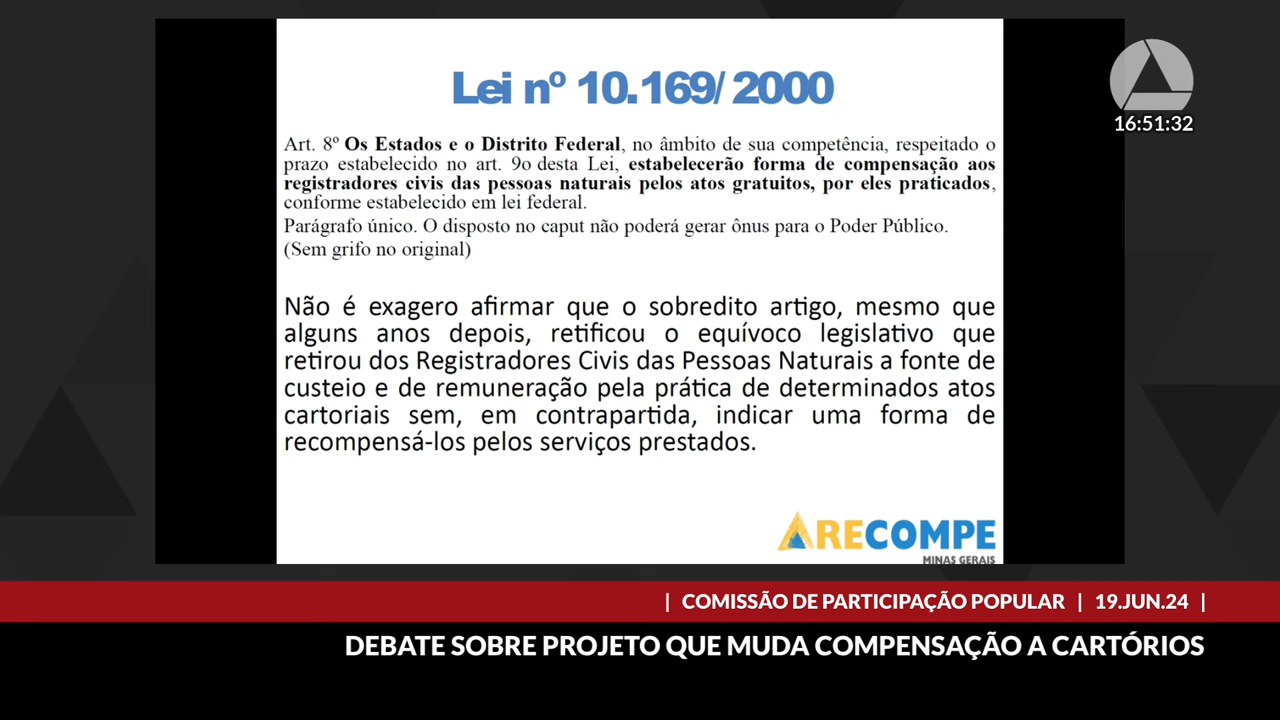 Lei nº 10.169/ 2000
16:51:32
Art. 8º Os Estados e o Distrito Federal, no âmbito de sua competência, respeitado o
prazo estabelecido no art. 9o desta Lei, estabelecerão forma de compensação aos
registradores civis das pessoas naturais pelos atos gratuitos, por eles praticados,
conforme estabelecido em lei federal.
Parágrafo único. O disposto no caput não poderá gerar ônus para o Poder Público.
(Sem grifo no original)
Não é exagero afirmar que o sobredito artigo, mesmo que
alguns anos depois, retificou o equívoco legislativo que
retirou dos Registradores Civis das Pessoas Naturais a fonte de
custeio e de remuneração pela prática de determinados atos
cartoriais sem, em contrapartida, indicar uma forma de
recompensá-los pelos serviços prestados.
RECOMPE
MINAS GERAIS
| COMISSÃO DE PARTICIPAÇÃO POPULAR | 19.JUN.24 |
DEBATE SOBRE PROJETO QUE MUDA COMPENSAÇÃO A CARTÓRIOS